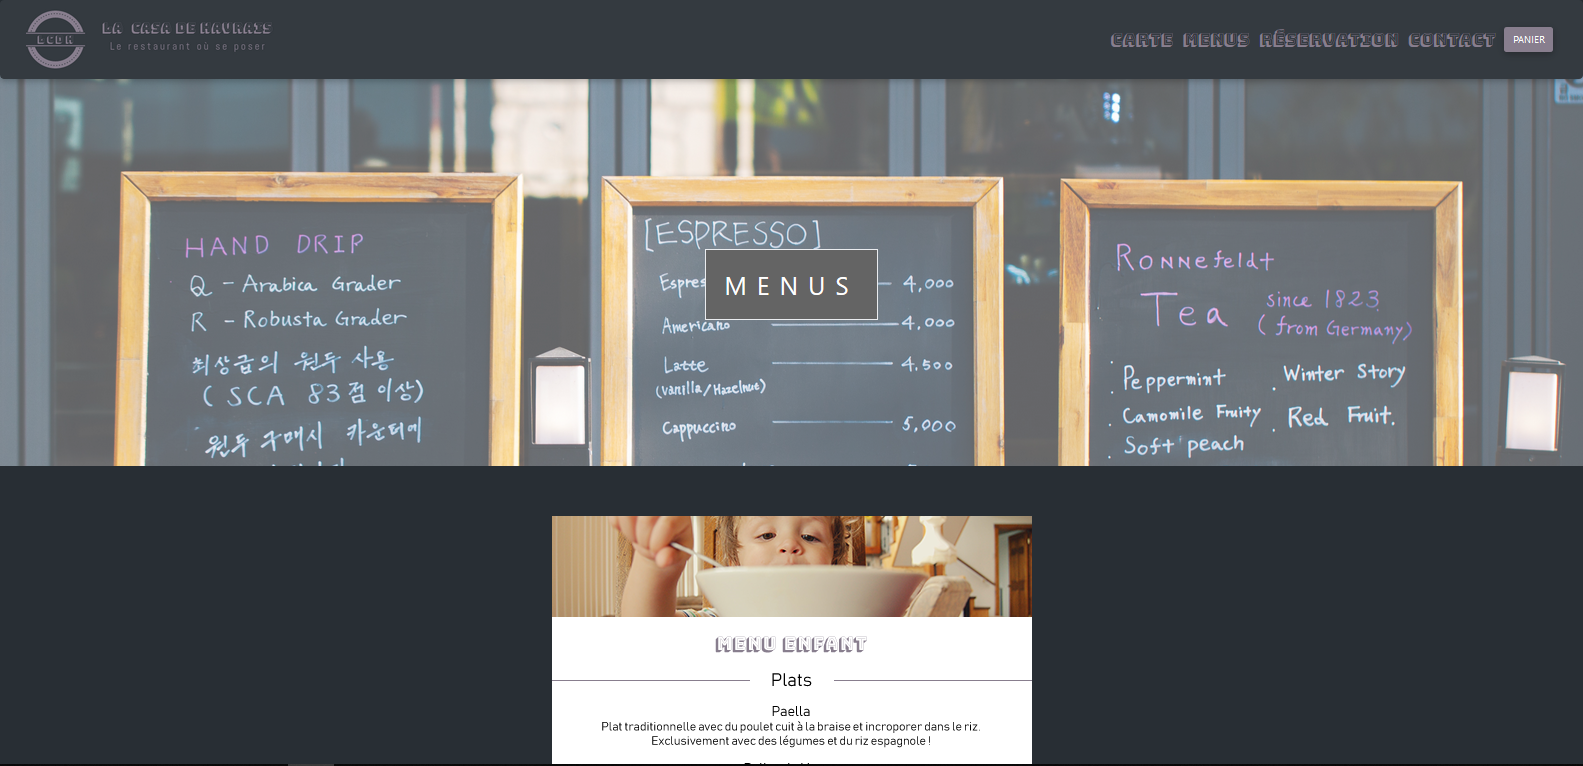 LCDH
LA CASA DE HAVRAIS
Le restaurant où se poser
CARTE MENUS RÉSERVATION CONTACT PANIER
HAND DRIP
Q - Arabica Grader
R - Robusta Grader
최상급의 원두 사용
( SCA 83점 이상)
원두 구매시 카운터에
[ESPRESSO]
4,000
MENUS
Americano 4,000
Latte 4,500
(vanilla/Hazelnut)
Cappuccino 5,000
RONNEfeldt
Tea since 1823
( from Germany)
· Peppermint · Winter Story
· Camomile Fruity · Red Fruit.
· Soft peach
MENU ENFANT
Plats
Paella
Plat traditionnelle avec du poulet cuit à la braise et incroporer dans le riz.
Exclusivement avec des légumes et du riz espagnole !